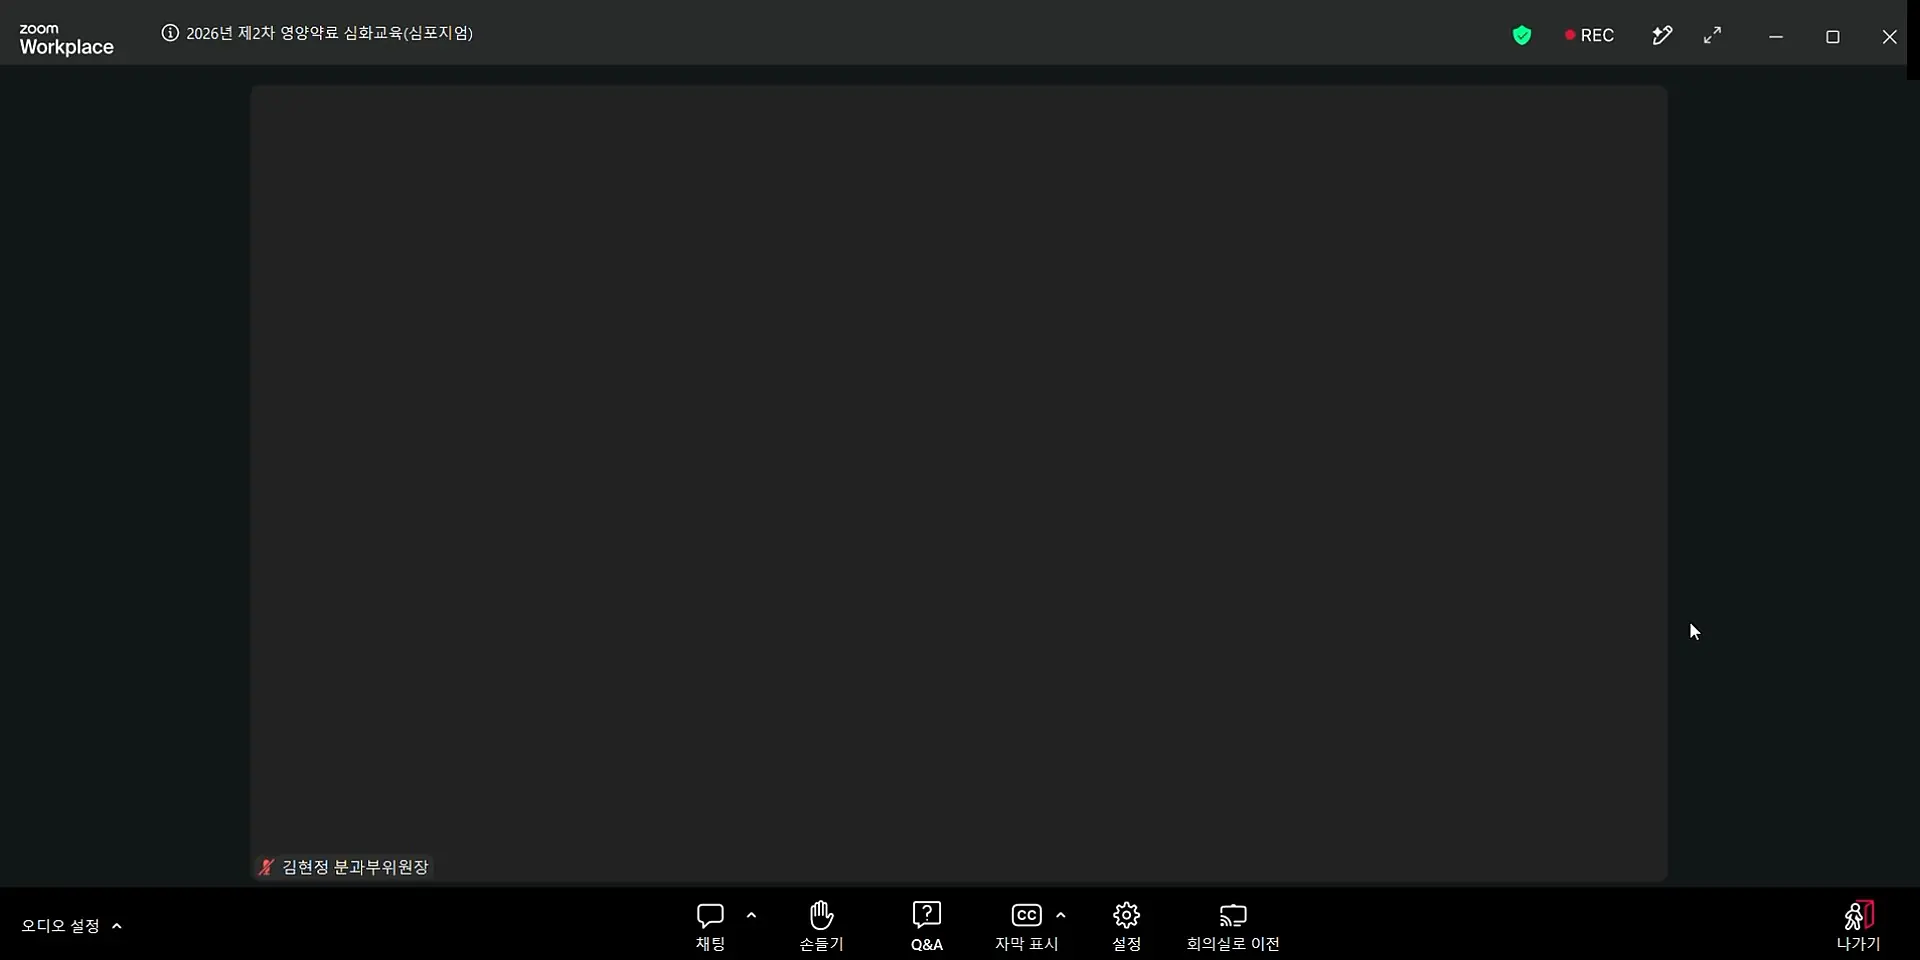 zoom
Workplace
2026년 제2차 영양약료 심화교육(심포지엄)
REC
김현정 분과부위원장
오디오 설정
채팅
손들기
Q&A
CC
자막 표시
설정
회의실로 이전
나가기